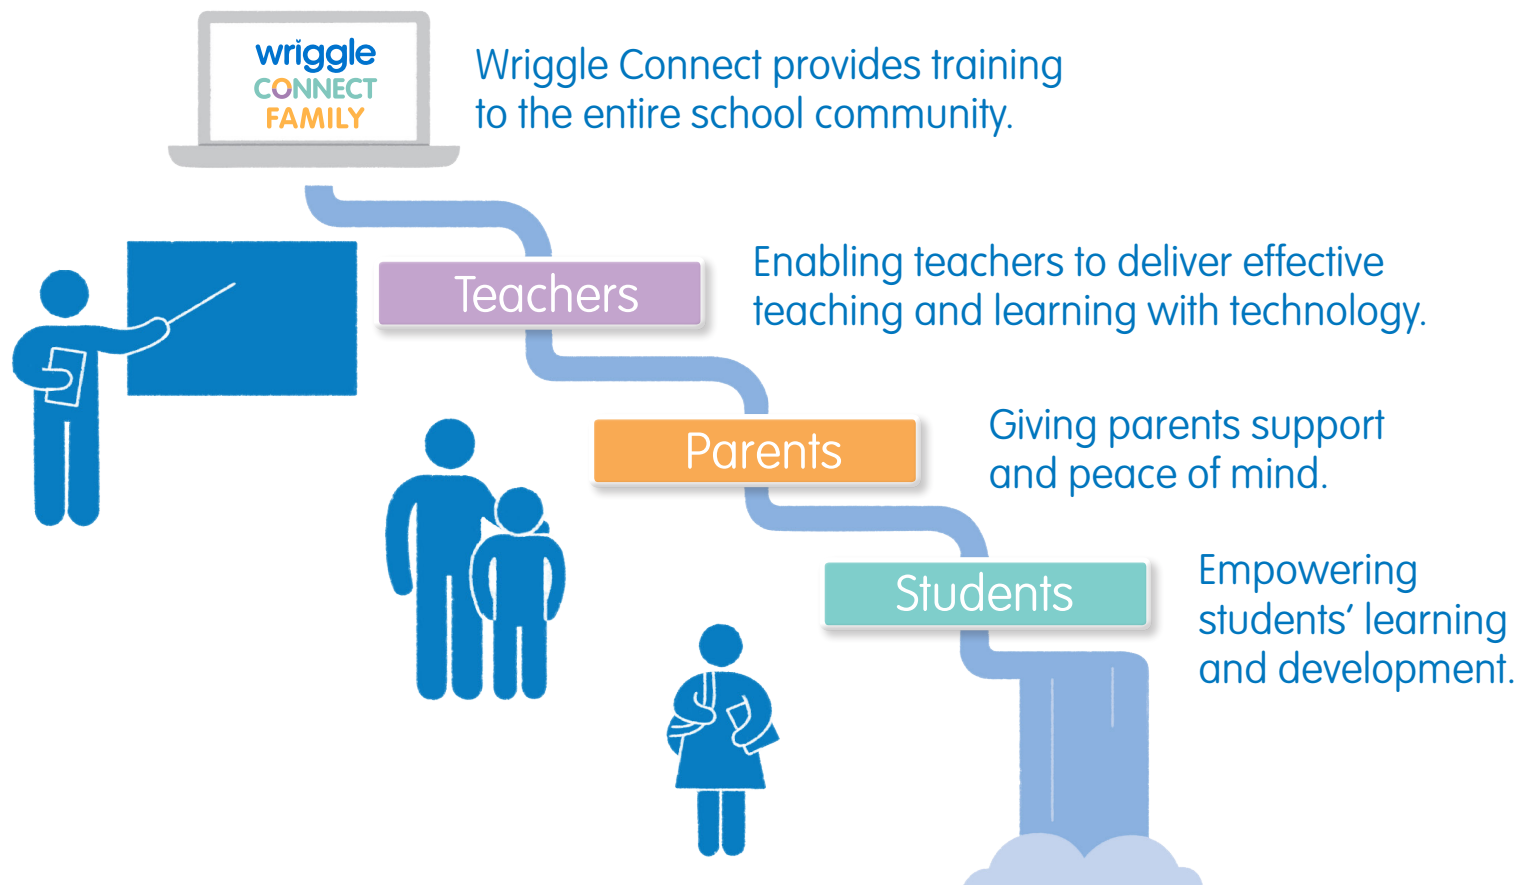 wriggle
CONNECT
FAMILY
Wriggle Connect provides training
to the entire school community.
Teachers
Enabling teachers to deliver effective
teaching and learning with technology.
Parents
Giving parents support
and peace of mind.
Students
Empowering
students’ learning
and development.